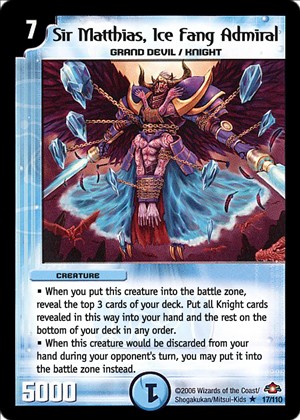 7
Sir Matthias, Ice Fang Admiral
GRAND DEVIL / KNIGHT
CREATURE
▪ When you put this creature into the battle zone,
reveal the top 3 cards of your deck. Put all Knight cards
revealed in this way into your hand and the rest on the
bottom of your deck in any order.
▪ When this creature would be discarded from your
hand during your opponent's turn, you may put it into
the battle zone instead.
5000
1
©2006 Wizards of the Coast/
Shogakukan/Mitsui-Kids ★ 17/110